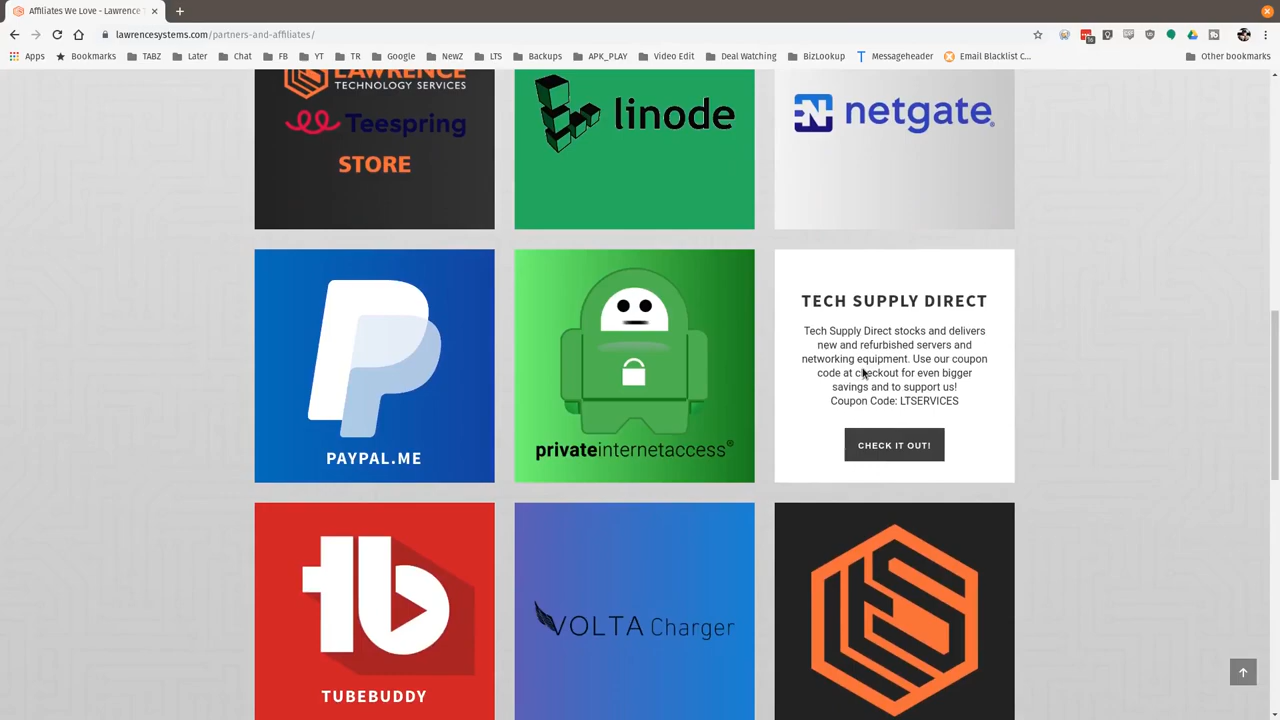 Affiliates We Love - Lawrence
lawrencesystems.com/partners-and-affiliates/
Apps Bookmarks TABZ Later Chat FB YT TR Google NewZ LTS Backups APK_PLAY Video Edit Deal Watching BizLookup Messageheader Email Blacklist C... Other bookmarks
LAWRENCE
TECHNOLOGY SERVICES
Teespring
STORE
linode
netgate®
PAYPAL.ME
privateinternetaccess®
TECH SUPPLY DIRECT
Tech Supply Direct stocks and delivers
new and refurbished servers and
networking equipment. Use our coupon
code at checkout for even bigger
savings and to support us!
Coupon Code: LTSERVICES
CHECK IT OUT!
tb
TUBEBUDDY
VOLTA Charger